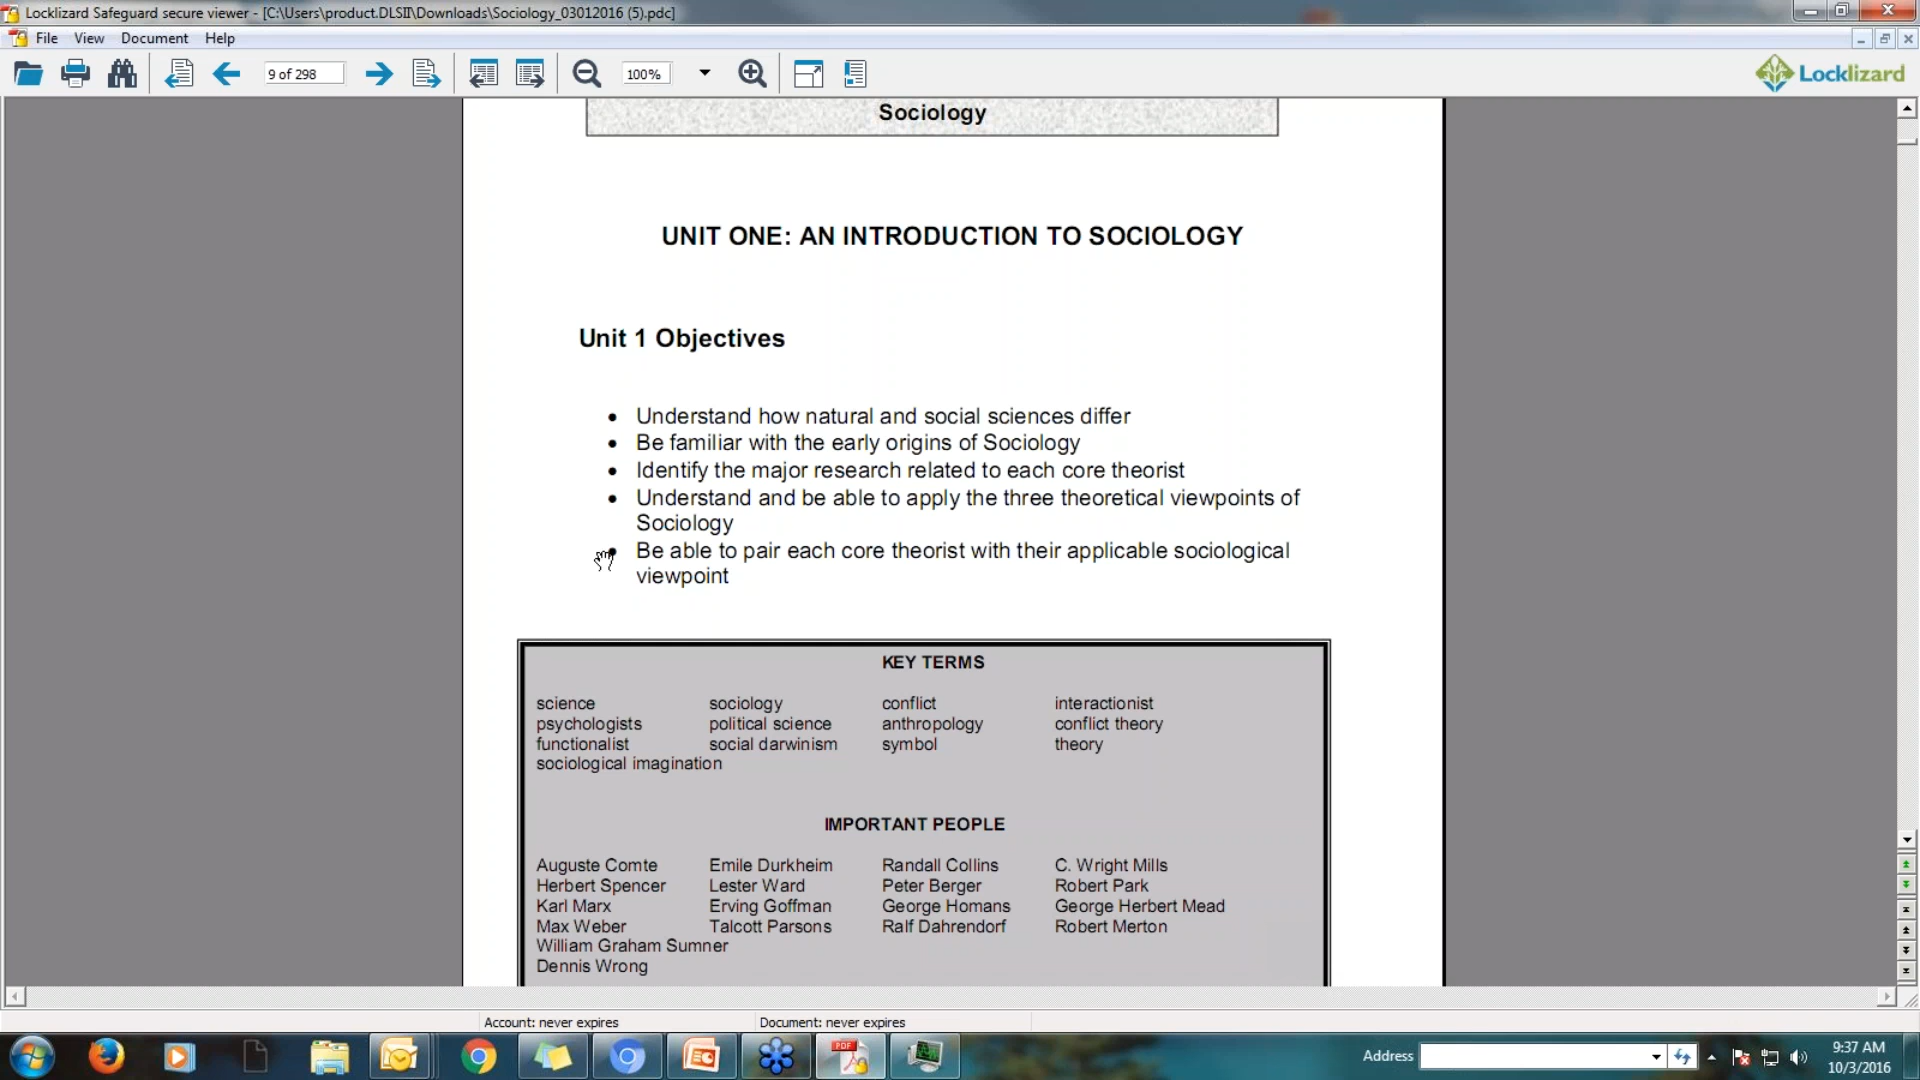 Locklizard Safeguard secure viewer - [C:\Users\product.DLSII\Downloads\Sociology_03012016 (5).pdc]
File View Document Help
9 of 298
100%
Locklizard
Sociology
UNIT ONE: AN INTRODUCTION TO SOCIOLOGY
Unit 1 Objectives
• Understand how natural and social sciences differ
• Be familiar with the early origins of Sociology
• Identify the major research related to each core theorist
• Understand and be able to apply the three theoretical viewpoints of
Sociology
• Be able to pair each core theorist with their applicable sociological
viewpoint
KEY TERMS
science sociology conflict interactionist
psychologists political science anthropology conflict theory
functionalist social darwinism symbol theory
sociological imagination
IMPORTANT PEOPLE
Auguste Comte Emile Durkheim Randall Collins C. Wright Mills
Herbert Spencer Lester Ward Peter Berger Robert Park
Karl Marx Erving Goffman George Homans George Herbert Mead
Max Weber Talcott Parsons Ralf Dahrendorf Robert Merton
William Graham Sumner
Dennis Wrong
Account: never expires Document: never expires
PDF
Address
9:37 AM
10/3/2016